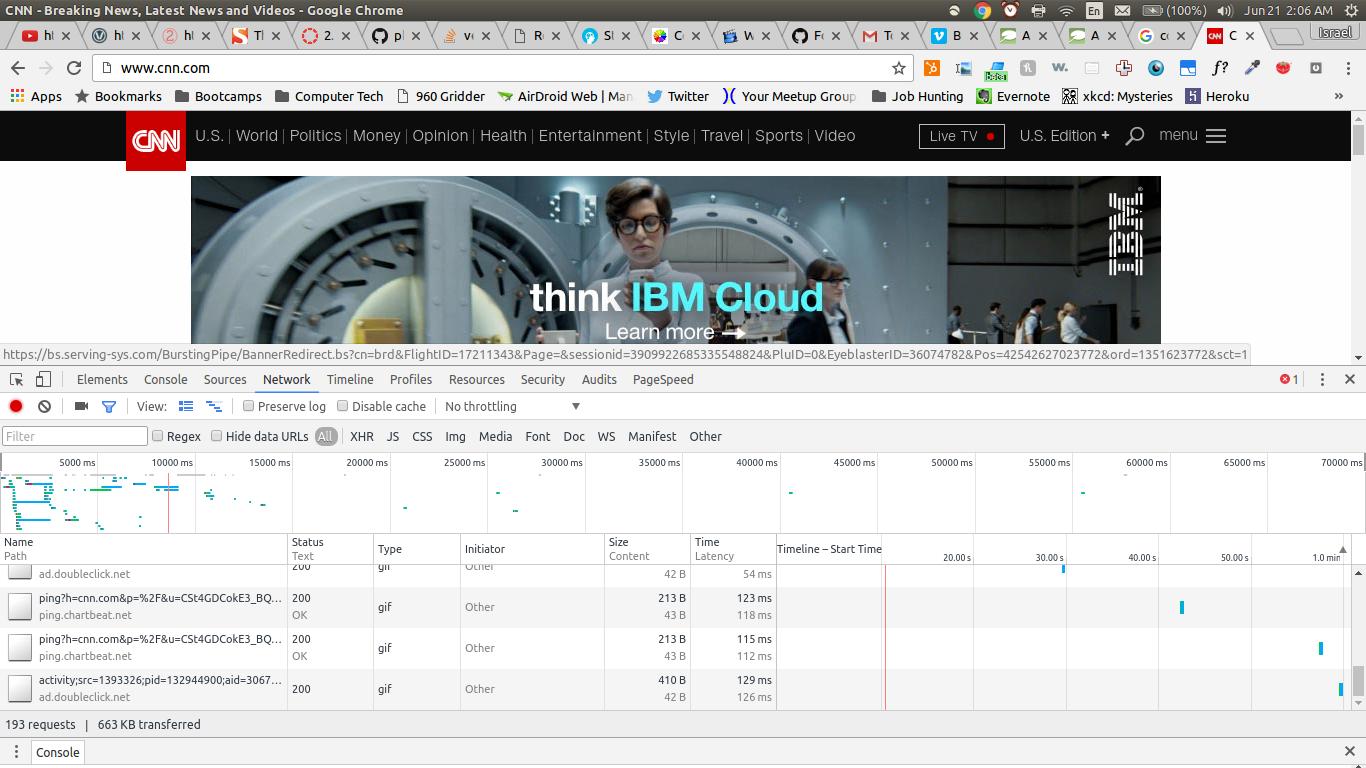 CNN - Breaking News, Latest News and Videos - Google Chrome
En (100%) Jun 21 2:06 AM
Israel
www.cnn.com
Beta
Apps Bookmarks Bootcamps Computer Tech 960 Gridder AirDroid Web | Man Twitter Your Meetup Group Job Hunting Evernote xkcd: Mysteries Heroku »
CNN U.S. World Politics Money Opinion Health Entertainment Style Travel Sports Video Live TV U.S. Edition + menu
IBM
think IBM Cloud
Learn more →
https://bs.serving-sys.com/BurstingPipe/BannerRedirect.bs?cn=brd&FlightID=17211343&Page=&sessionid=3909922685335548824&PluID=0&EyeblasterID=36074782&Pos=42542627023772&ord=1351623772&sct=1
Elements Console Sources Network Timeline Profiles Resources Security Audits PageSpeed 1
View: Preserve log Disable cache No throttling
Filter Regex Hide data URLs All XHR JS CSS Img Media Font Doc WS Manifest Other
5000 ms 10000 ms 15000 ms 20000 ms 25000 ms 30000 ms 35000 ms 40000 ms 45000 ms 50000 ms 55000 ms 60000 ms 65000 ms 70000 ms
Name Status Type Initiator Size Time Timeline – Start Time
Path Text Content Latency 20.00 s 30.00 s 40.00 s 50.00 s 1.0 min
200 gif Other
ad.doubleclick.net 42 B 54 ms
ping?h=cnn.com&p=%2F&u=CSt4GDCokE3_BQ... 200 gif Other 213 B 123 ms
ping.chartbeat.net OK 43 B 118 ms
ping?h=cnn.com&p=%2F&u=CSt4GDCokE3_BQ... 200 gif Other 213 B 115 ms
ping.chartbeat.net OK 43 B 112 ms
activity;src=1393326;pid=132944900;aid=3067... 200 gif Other 410 B 129 ms
ad.doubleclick.net 42 B 126 ms
193 requests | 663 KB transferred
Console